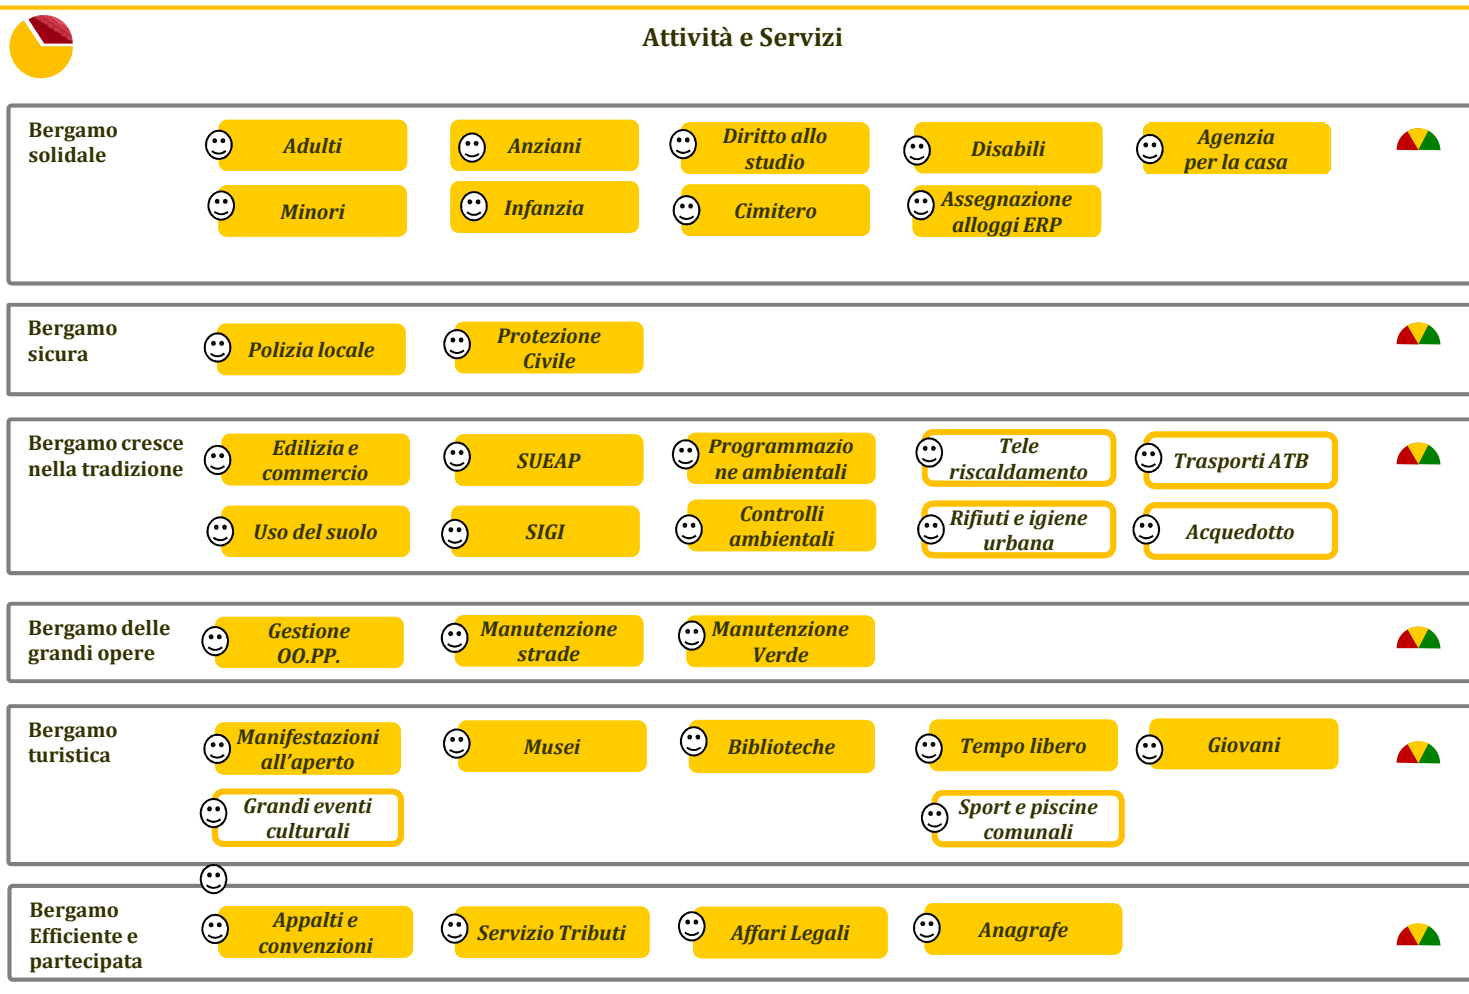 Attività e Servizi
Bergamo
solidale
Adulti
Anziani
Diritto allo
studio
Disabili
Agenzia
per la casa
Minori
Infanzia
Cimitero
Assegnazione
alloggi ERP
Bergamo
sicura
Polizia locale
Protezione
Civile
Bergamo cresce
nella tradizione
Edilizia e
commercio
SUEAP
Programmazio
ne ambientali
Tele
riscaldamento
Trasporti ATB
Uso del suolo
SIGI
Controlli
ambientali
Rifiuti e igiene
urbana
Acquedotto
Bergamo delle
grandi opere
Gestione
OO.PP.
Manutenzione
strade
Manutenzione
Verde
Bergamo
turistica
Manifestazioni
all'aperto
Musei
Biblioteche
Tempo libero
Giovani
Grandi eventi
culturali
Sport e piscine
comunali
Bergamo
Efficiente e
partecipata
Appalti e
convenzioni
Servizio Tributi
Affari Legali
Anagrafe